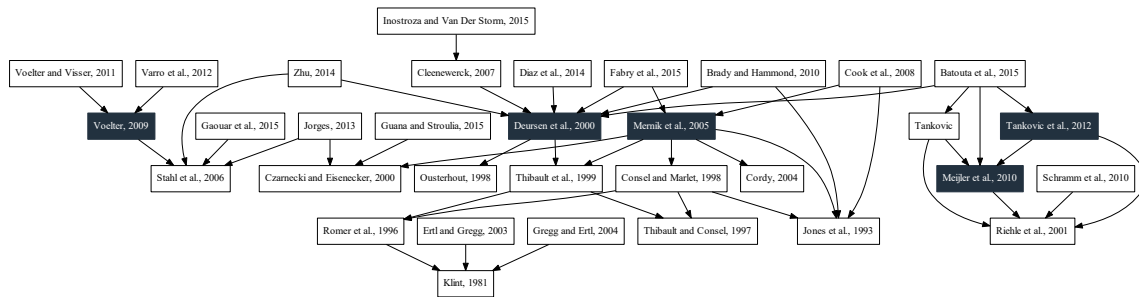 Inostroza and Van Der Storm, 2015
Voelter and Visser, 2011
Varro et al., 2012
Zhu, 2014
Cleenewerck, 2007
Diaz et al., 2014
Fabry et al., 2015
Brady and Hammond, 2010
Cook et al., 2008
Batouta et al., 2015
Voelter, 2009
Gaouar et al., 2015
Jorges, 2013
Guana and Stroulia, 2015
Deursen et al., 2000
Mernik et al., 2005
Tankovic
Tankovic et al., 2012
Stahl et al., 2006
Czarnecki and Eisenecker, 2000
Ousterhout, 1998
Thibault et al., 1999
Consel and Marlet, 1998
Cordy, 2004
Meijler et al., 2010
Schramm et al., 2010
Romer et al., 1996
Ertl and Gregg, 2003
Gregg and Ertl, 2004
Thibault and Consel, 1997
Jones et al., 1993
Riehle et al., 2001
Klint, 1981